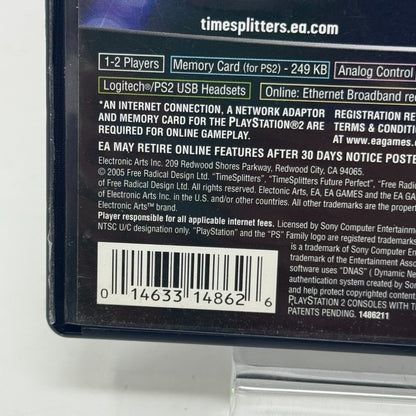 timesplitters.ea.com
1-2 Players
Memory Card (for PS2) - 249 KB
Analog Control
Logitech®/PS2 USB Headsets
Online: Ethernet Broadband
*AN INTERNET CONNECTION, A NETWORK ADAPTOR
AND MEMORY CARD FOR THE PLAYSTATION®2 ARE
REQUIRED FOR ONLINE GAMEPLAY.
REGISTRATION
TERMS & CONDITI
AT www.eagames.c
EA MAY RETIRE ONLINE FEATURES AFTER 30 DAYS NOTICE POSTE
Electronic Arts Inc. 209 Redwood Shores Parkway, Redwood City, CA 94065.
© 2005 Free Radical Design Ltd. "TimeSplitters", "TimeSplitters Future Perfect", "Free Radical
of Free Radical Design Ltd. All rights reserved. Electronic Arts, EA, EA GAMES and the EA GA
of Electronic Arts Inc. in the U.S. and/or other countries. All other trademarks are the proper
Electronic Arts™ brand.
Player responsible for all applicable internet fees. Licensed by Sony Computer Entertainm
NTSC U/C designation only. "PlayStation" and the "PS" Family logo are registered trademark
is a trademark of Sony Computer Entertainm
trademark of the Entertainment Asso
software uses "DNAS" ( Dynamic Ne
authentication system created by So
and help protect copyrighted content
PLAYSTATION 2 CONSOLES WITH T
PATENTS PENDING. 1486211
0 14633 14862 6